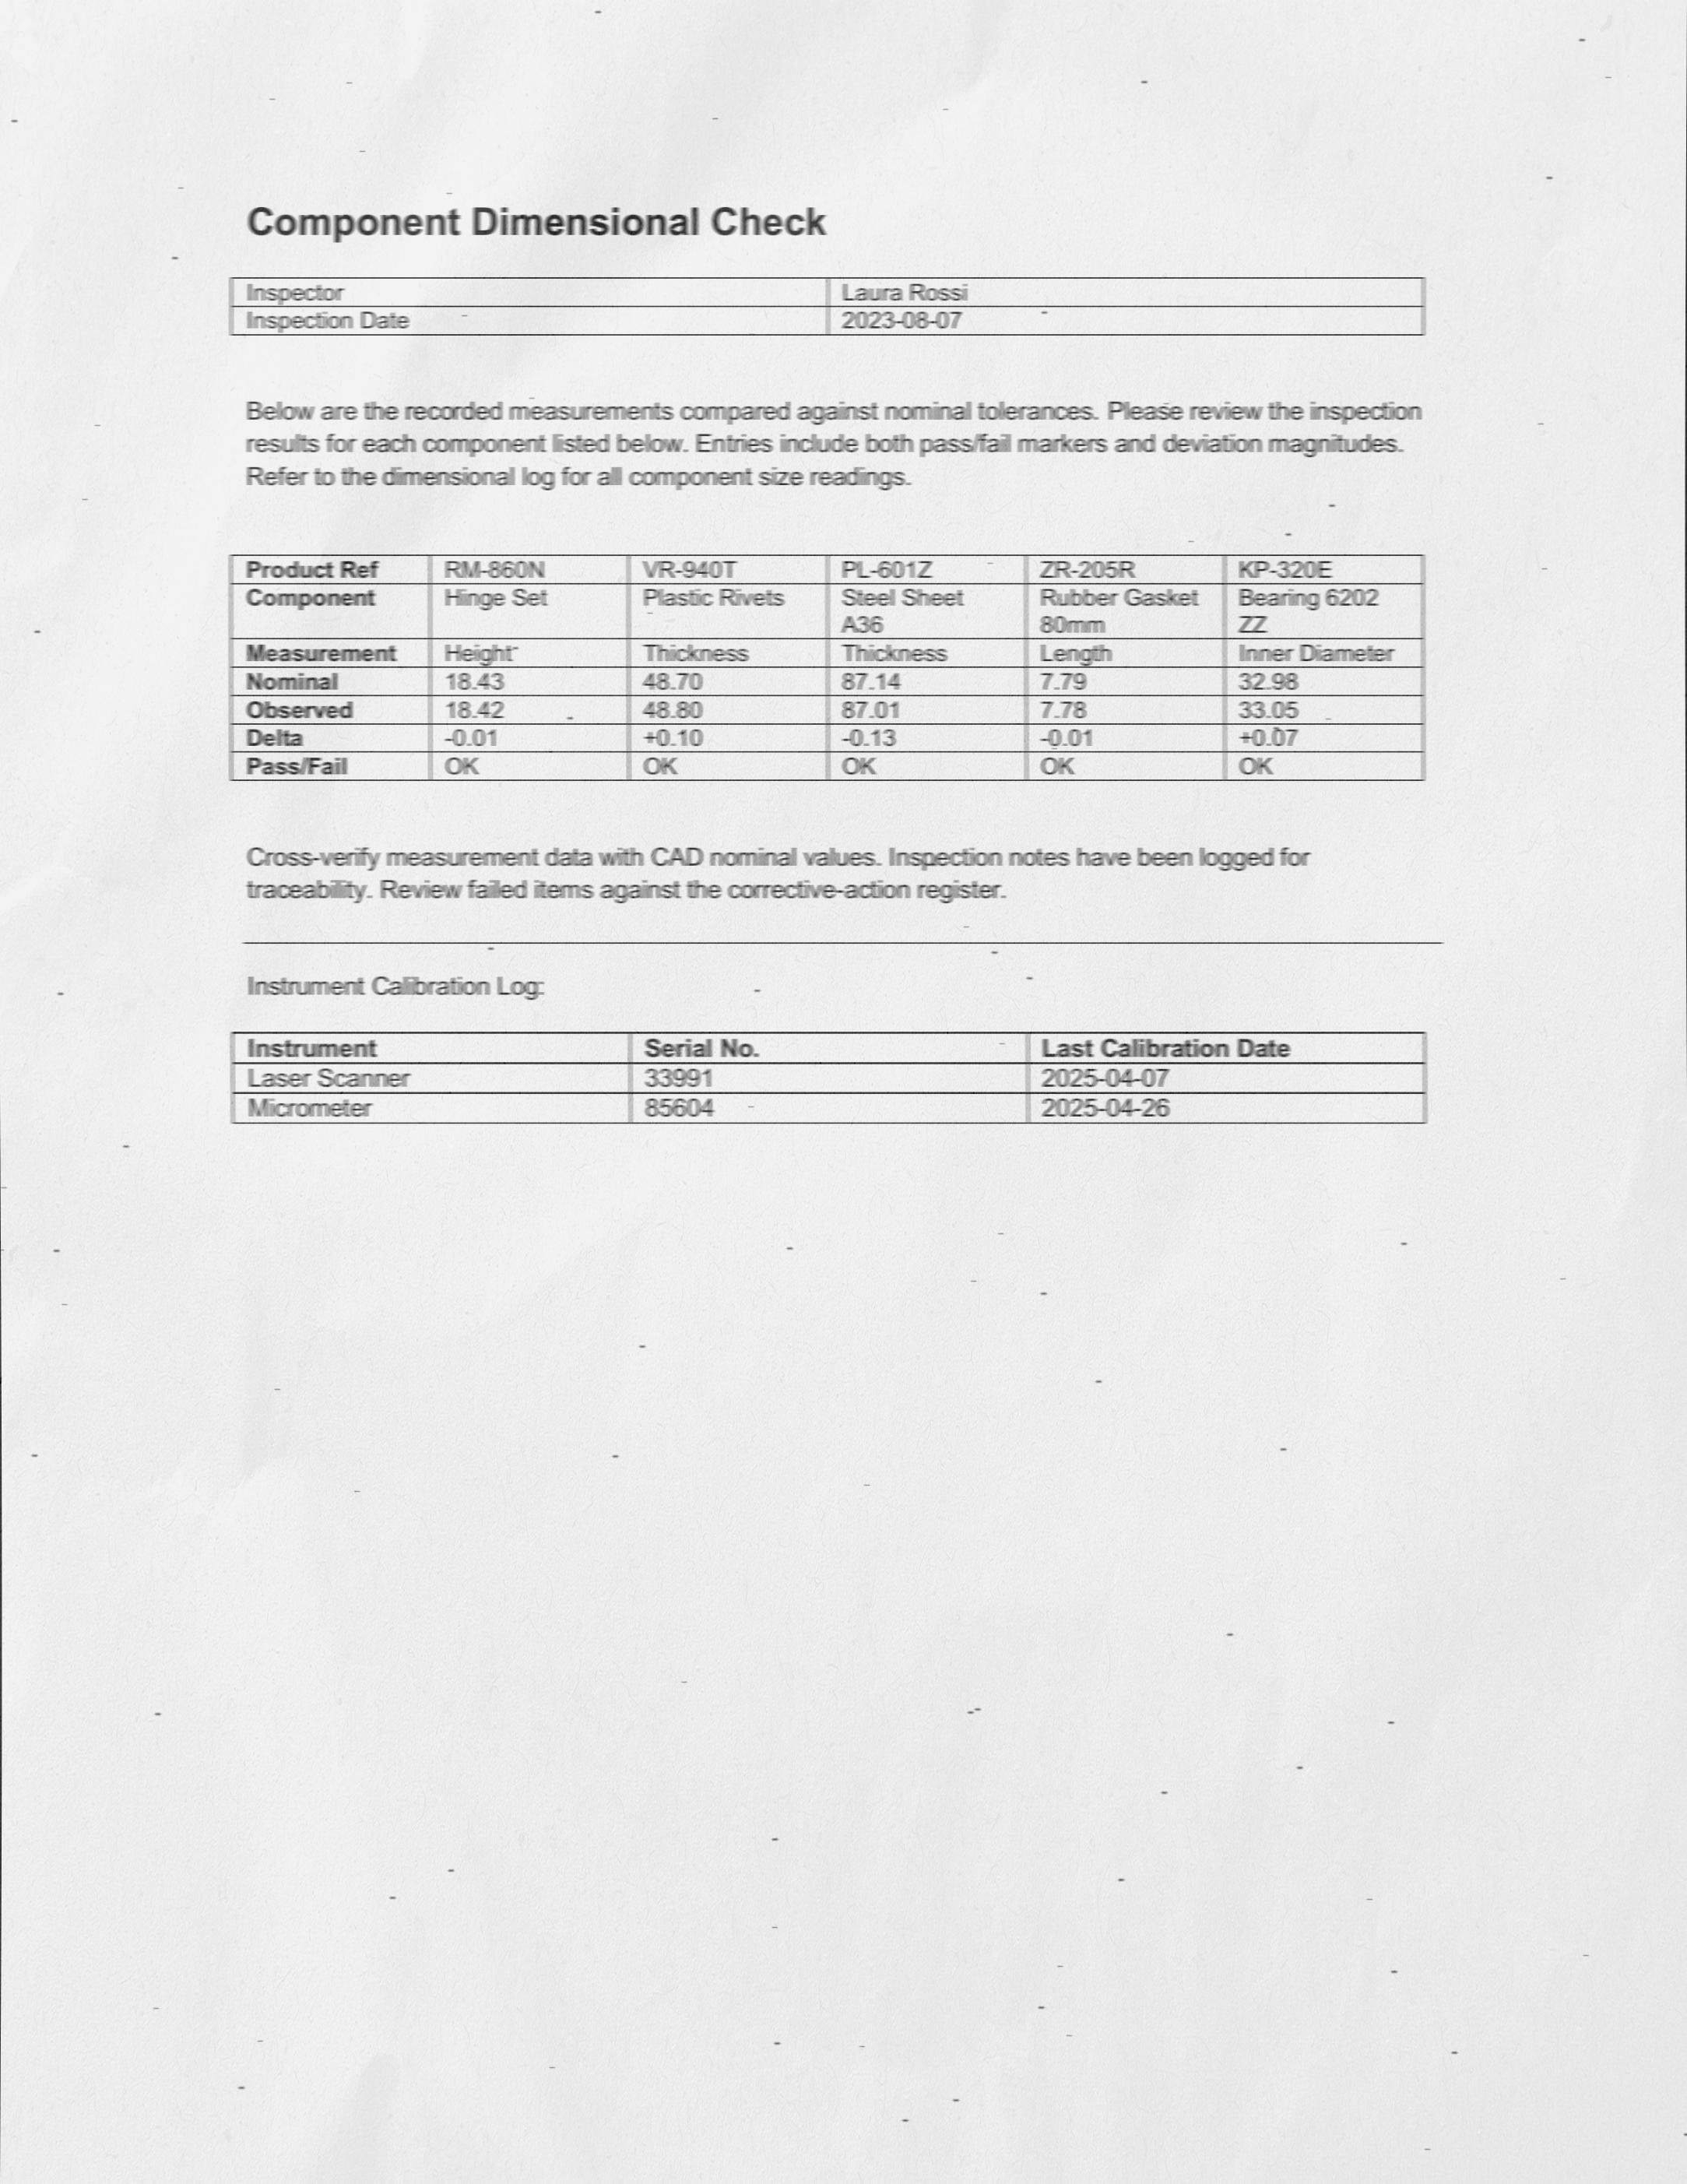 Component Dimensional Check
Inspector Laura Rossi
Inspection Date 2023-08-07
Below are the recorded measurements compared against nominal tolerances. Please review the inspection
results for each component listed below. Entries include both pass/fail markers and deviation magnitudes.
Refer to the dimensional log for all component size readings.
Product Ref RM-860N VR-940T PL-601Z ZR-205R KP-320E
Component Hinge Set Plastic Rivets Steel Sheet Rubber Gasket Bearing 6202
A36 80mm ZZ
Measurement Height Thickness Thickness Length Inner Diameter
Nominal 18.43 48.70 87.14 7.79 32.98
Observed 18.42 48.80 87.01 7.78 33.05
Delta -0.01 +0.10 -0.13 -0.01 +0.07
Pass/Fail OK OK OK OK OK
Cross-verify measurement data with CAD nominal values. Inspection notes have been logged for
traceability. Review failed items against the corrective-action register.
Instrument Calibration Log:
Instrument Serial No. Last Calibration Date
Laser Scanner 33991 2025-04-07
Micrometer 85604 2025-04-26